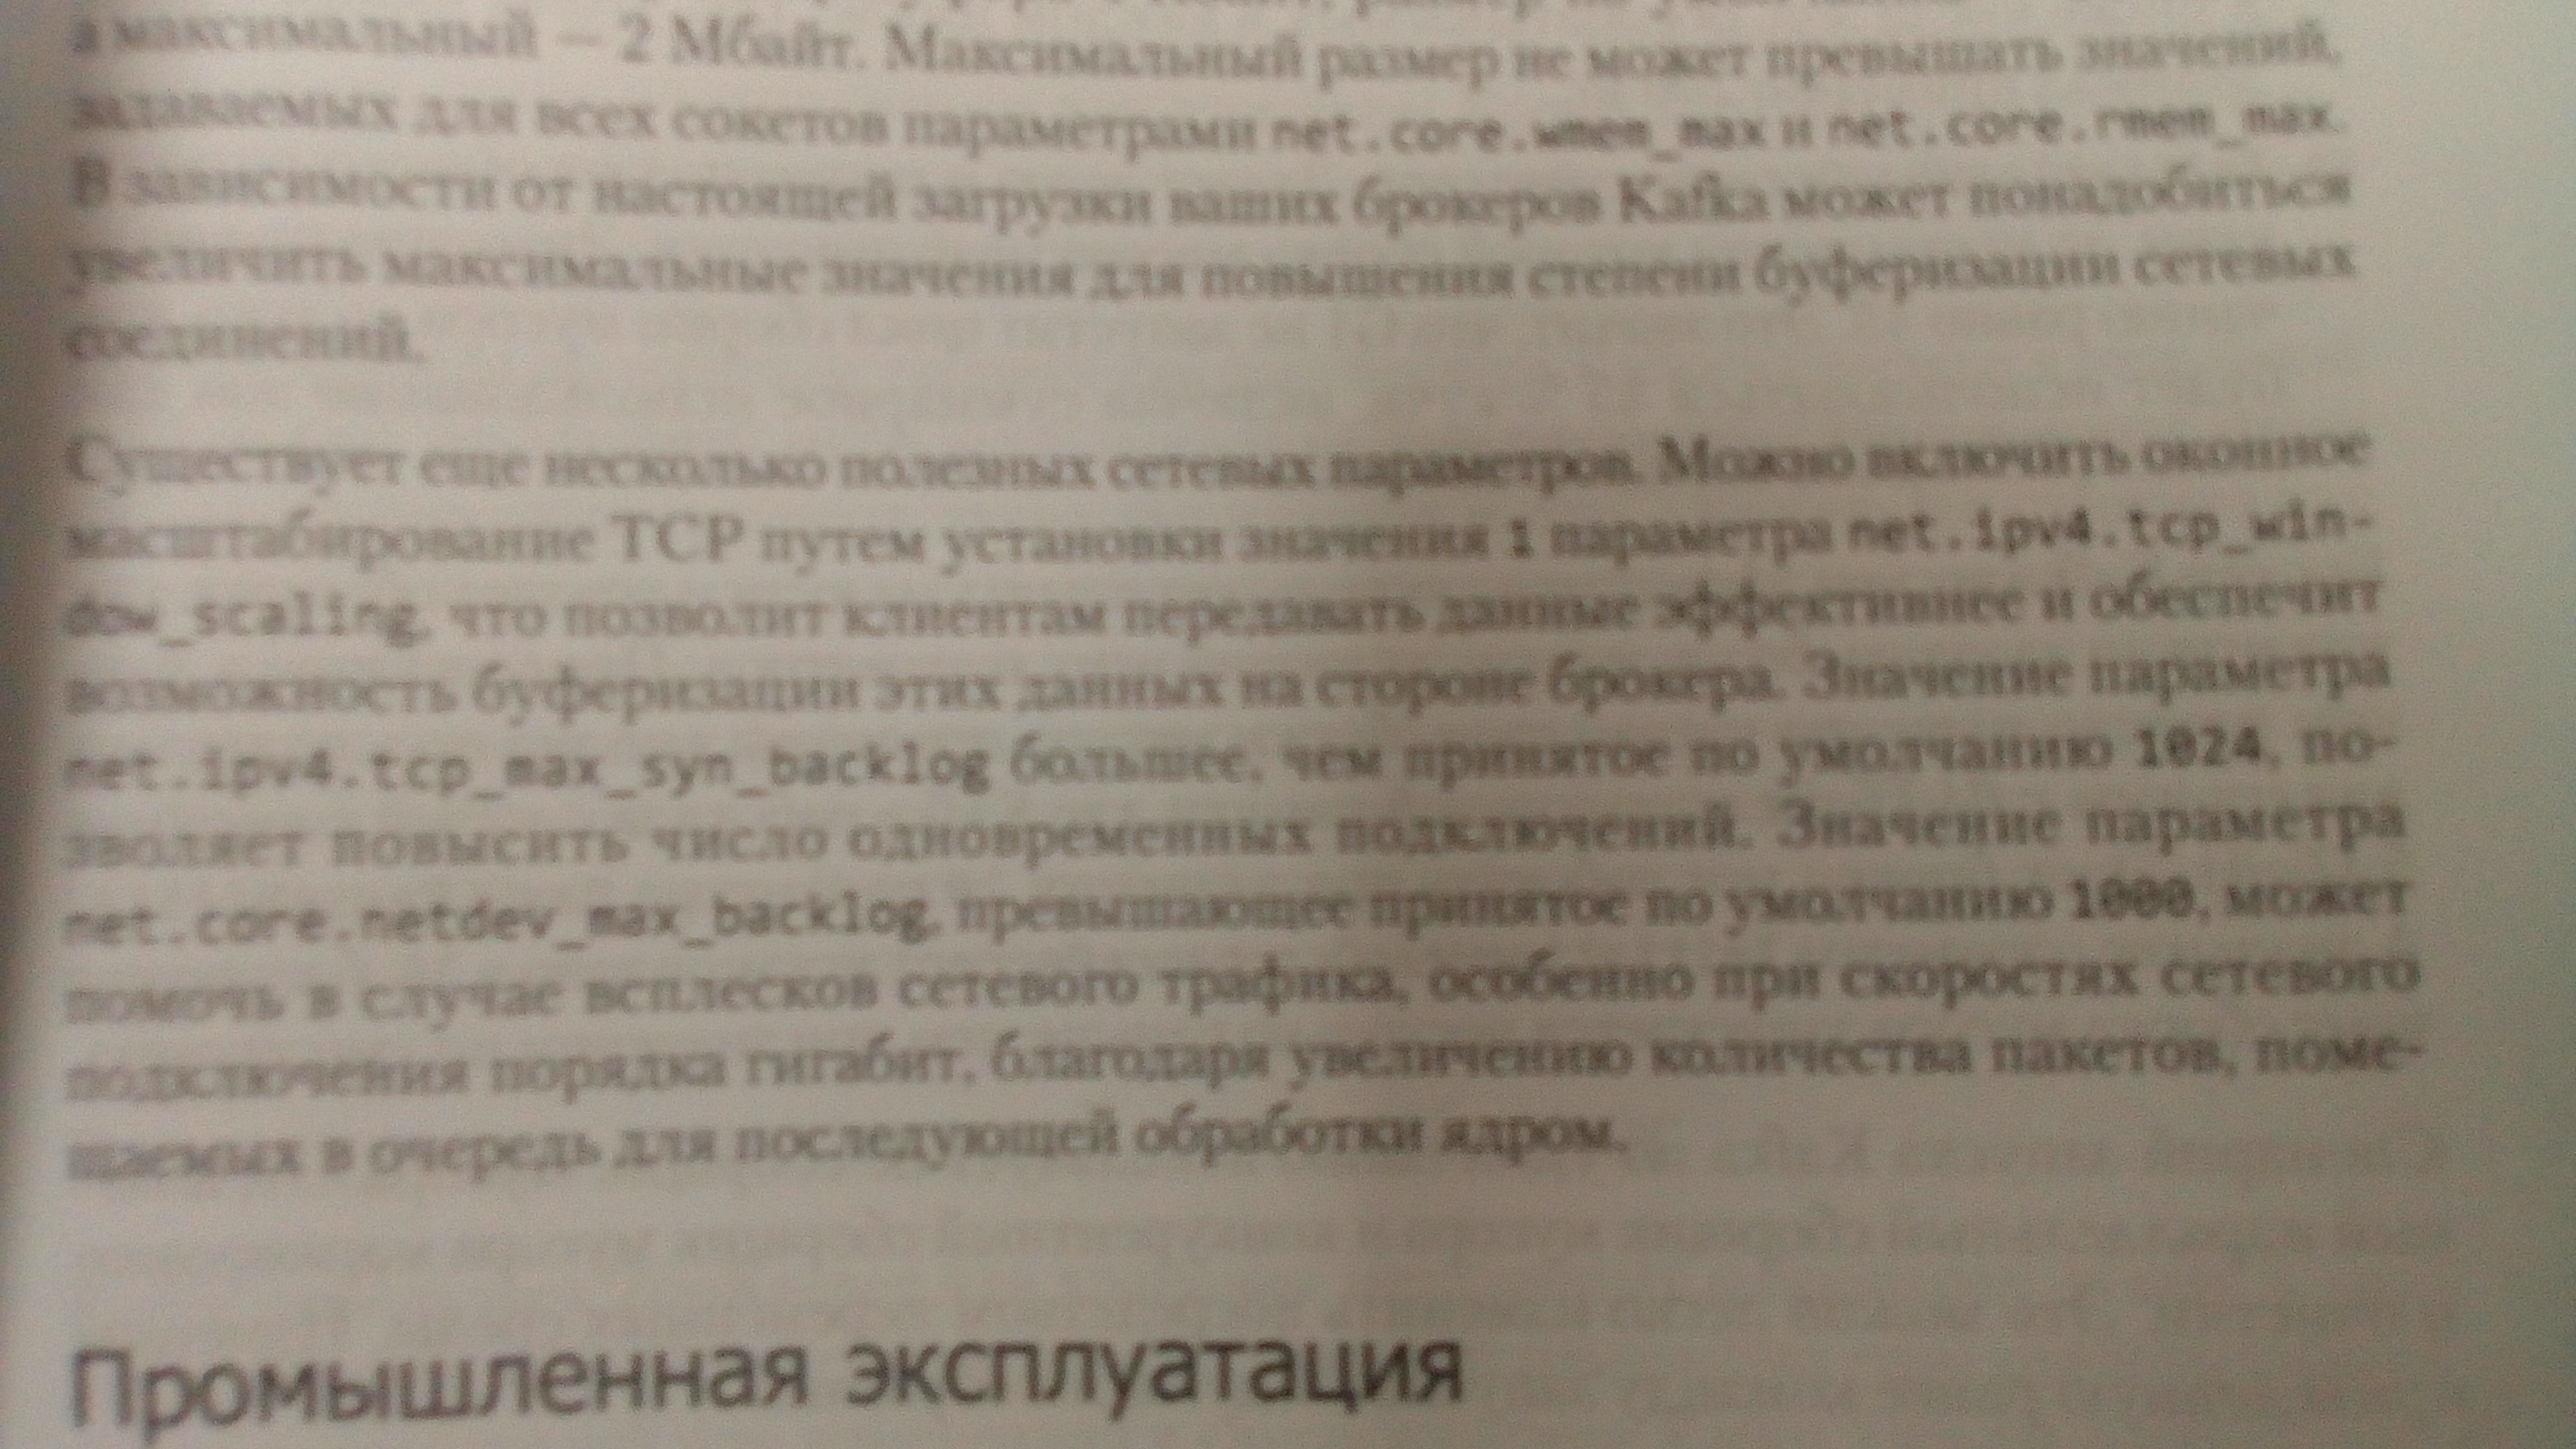 а максимальный — 2 Мбайт. Максимальный размер не может превышать значений,
задаваемых для всех сокетов параметрами net.core.wmem_max и net.core.rmem_max.
В зависимости от настоящей загрузки ваших брокеров Kafka может понадобиться
увеличить максимальные значения для повышения степени буферизации сетевых
соединений.
Существует еще несколько полезных сетевых параметров. Можно включить оконное
масштабирование TCP путем установки значения 1 параметра net.ipv4.tcp_win-
dow_scaling, что позволит клиентам передавать данные эффективнее и обеспечит
возможность буферизации этих данных на стороне брокера. Значение параметра
net.ipv4.tcp_max_syn_backlog большее, чем принятое по умолчанию 1024, по-
зволяет повысить число одновременных подключений. Значение параметра
net.core.netdev_max_backlog, превышающее принятое по умолчанию 1000, может
помочь в случае всплесков сетевого трафика, особенно при скоростях сетевого
подключения порядка гигабит, благодаря увеличению количества пакетов, поме-
щаемых в очередь для последующей обработки ядром.
Промышленная эксплуатация